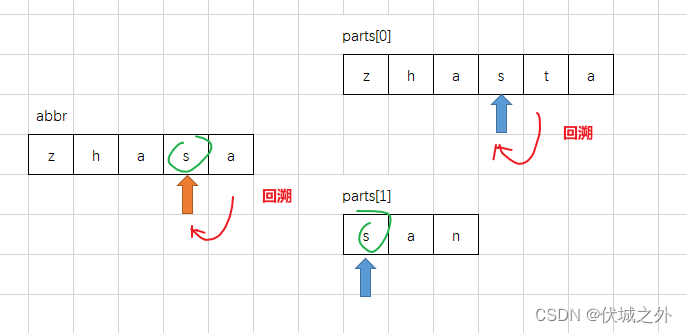 parts[0]
z h a s t a
回溯
abbr
z h a s a
回溯
parts[1]
s a n
CSDN @伏城之外